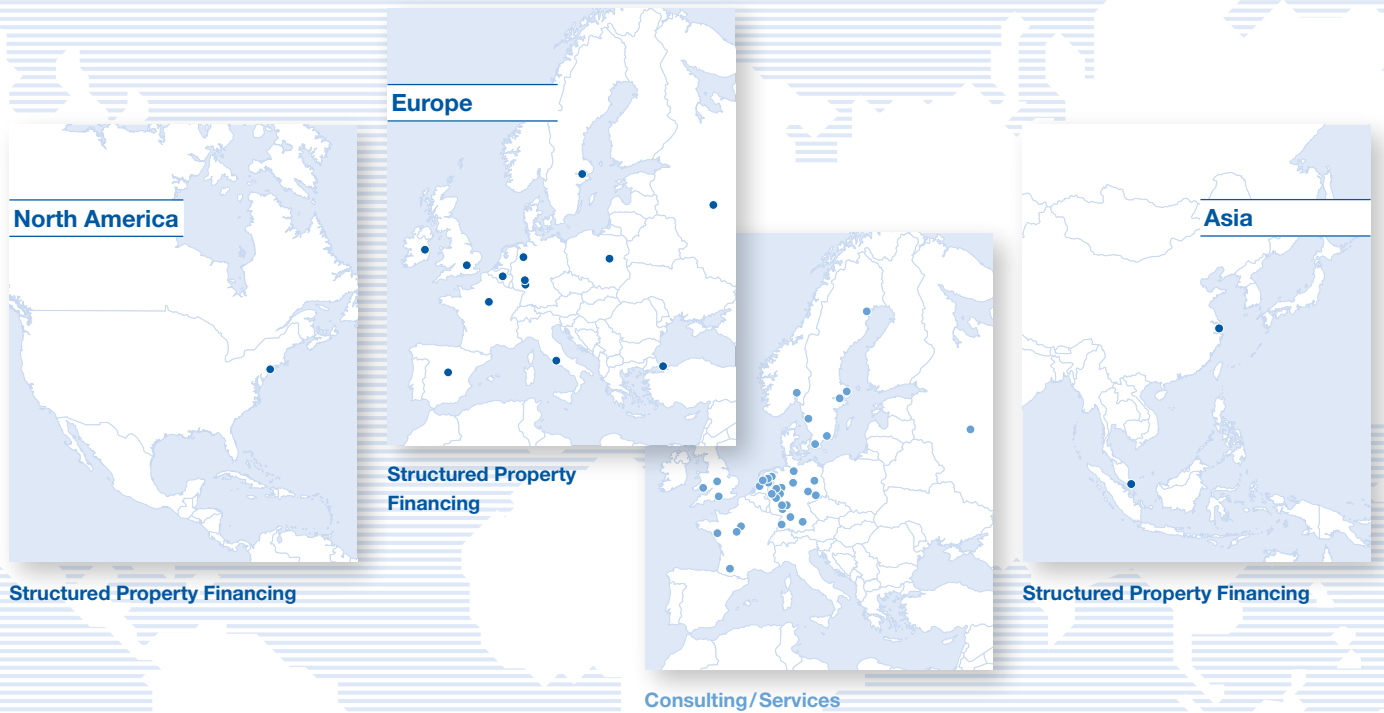 Europe
North America
Asia
Structured Property
Financing
Structured Property Financing
Structured Property Financing
Consulting/Services